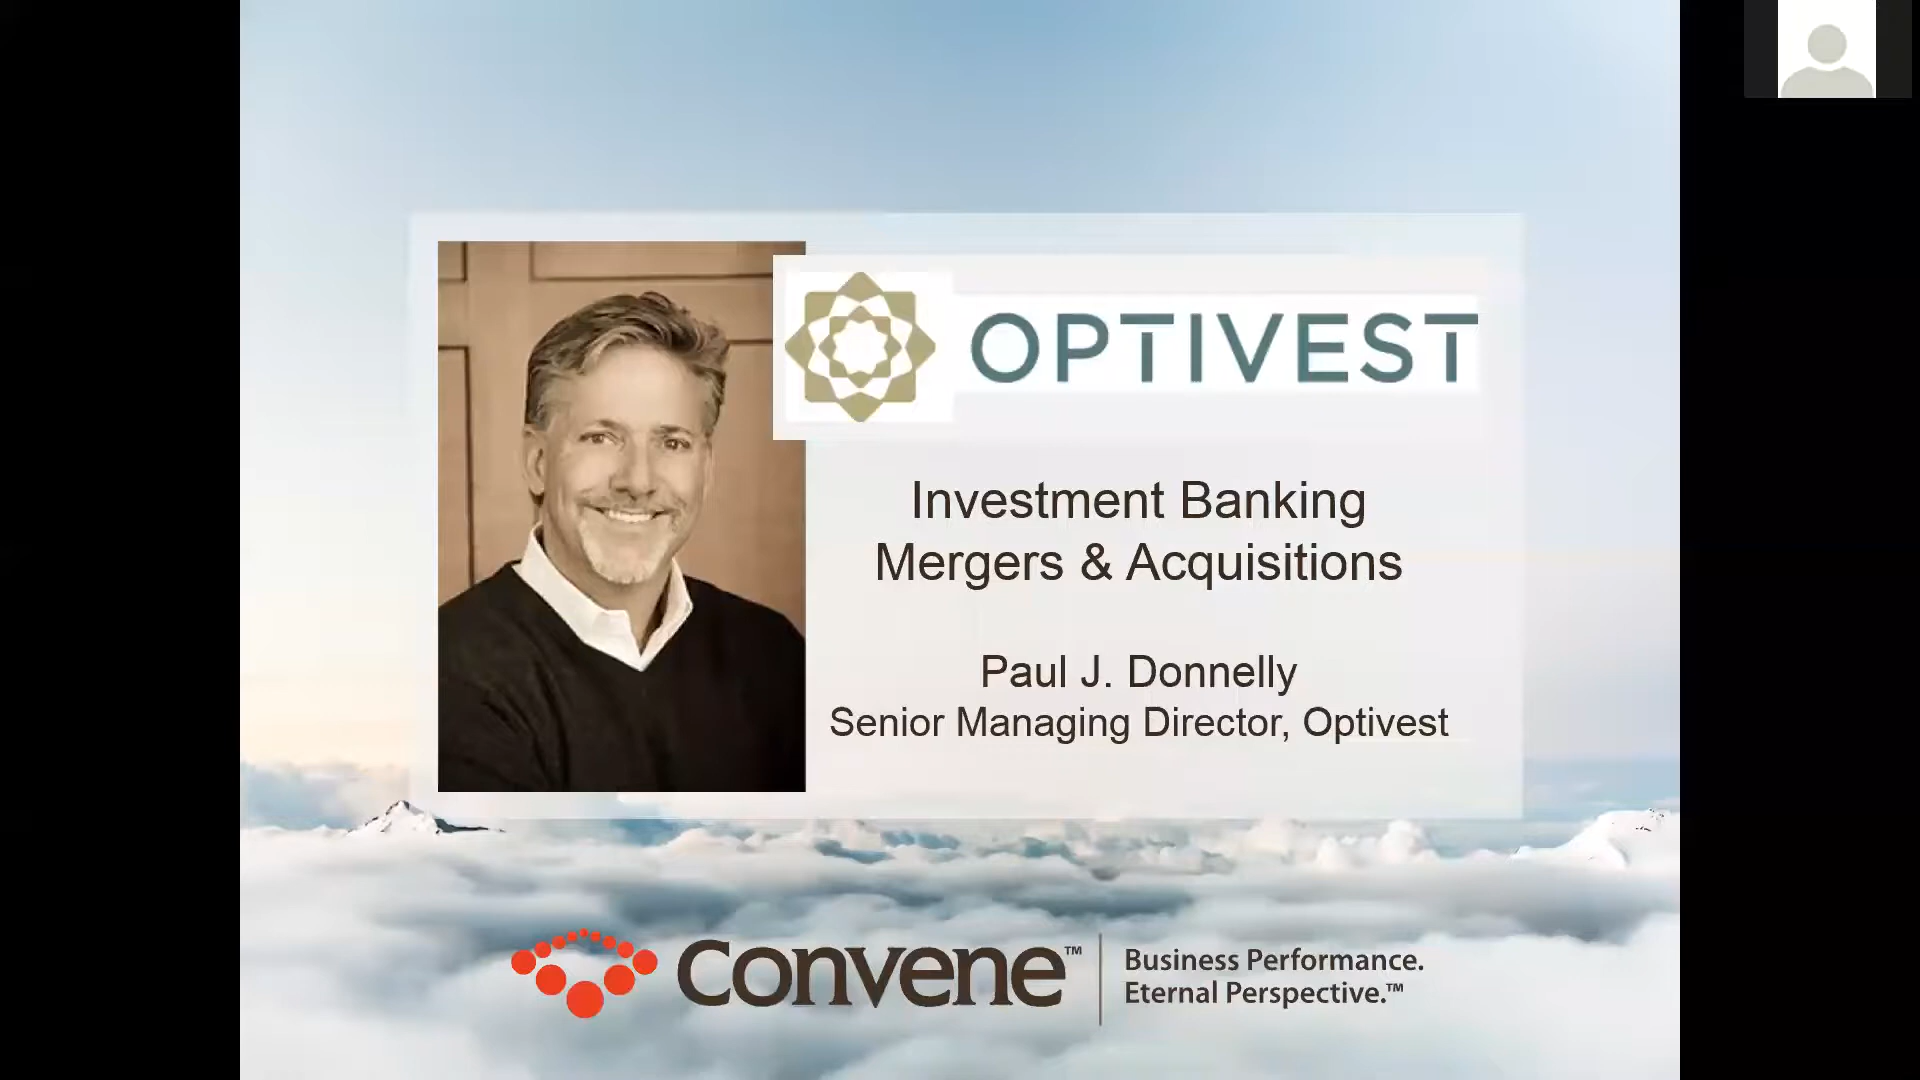 OPTIVEST
Investment Banking
Mergers & Acquisitions
Paul J. Donnelly
Senior Managing Director, Optivest
Convene™
Business Performance.
Eternal Perspective.™